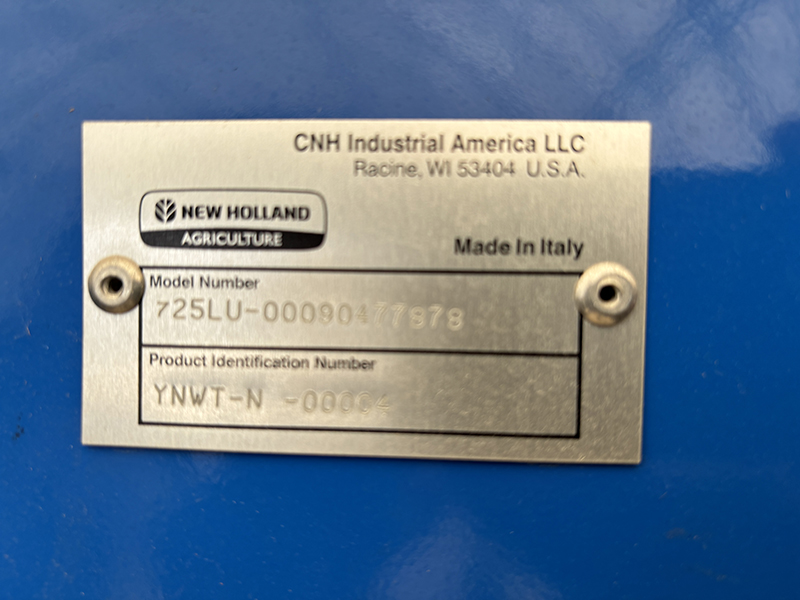 CNH Industrial America LLC
Racine, WI 53404 U.S.A.
NEW HOLLAND
AGRICULTURE
Made In Italy
Model Number
725LU-00090477878
Product Identification Number
YNWT-N -00004